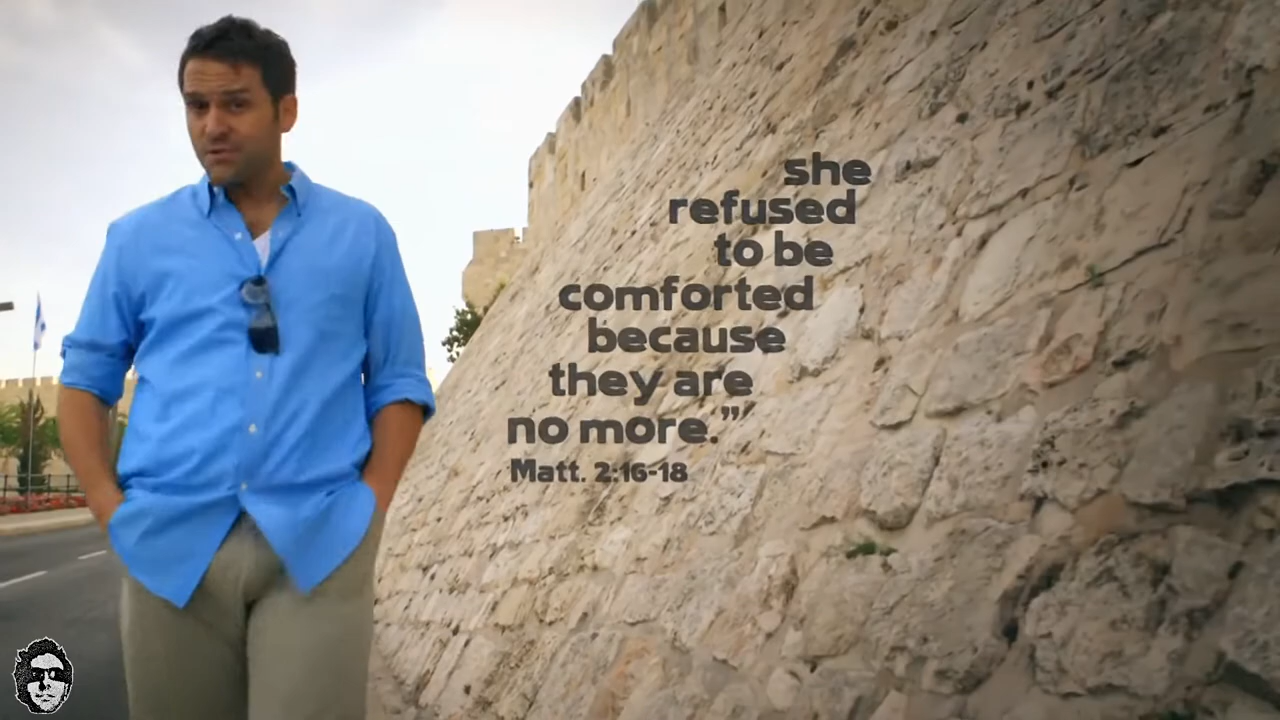 she
refused
to be
comforted
because
they are
no more.”
Matt. 2:16-18